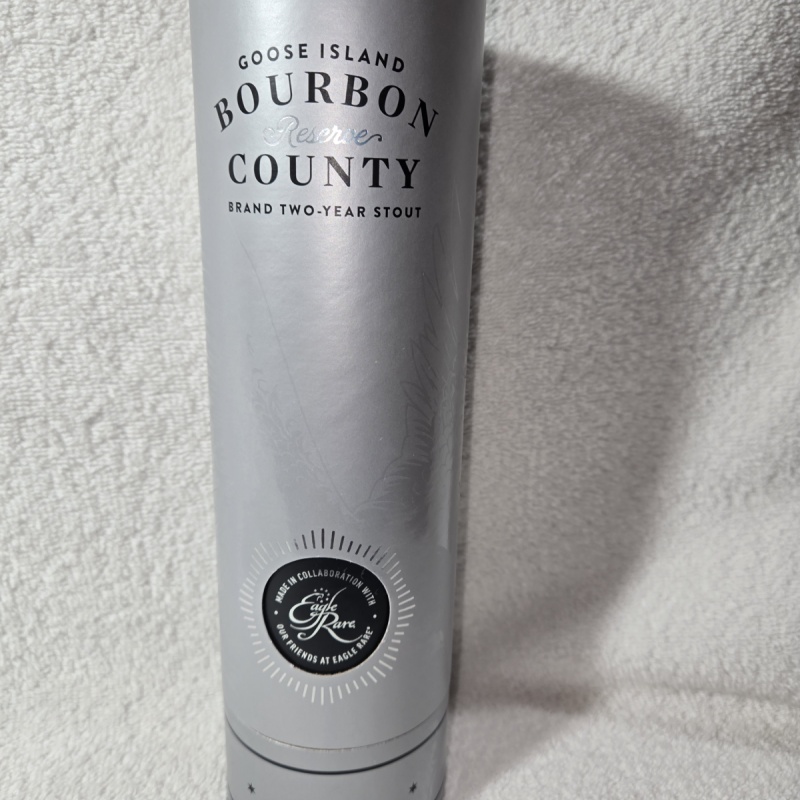 GOOSE ISLAND
BOURBON
Reserve
COUNTY
BRAND TWO-YEAR STOUT
MADE IN COLLABORATION WITH
Eagle
Rare
OUR FRIENDS AT EAGLE RARE®